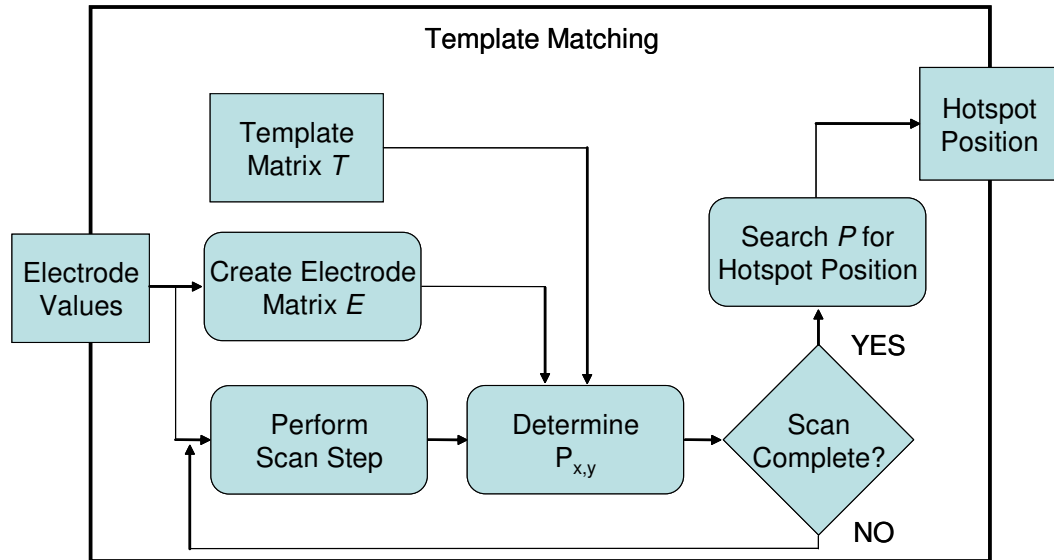 Template Matching
Hotspot
Position
Template
Matrix T
Search P for
Hotspot Position
Electrode
Values
Create Electrode
Matrix E
YES
Perform
Scan Step
Determine
Px,y
Scan
Complete?
NO